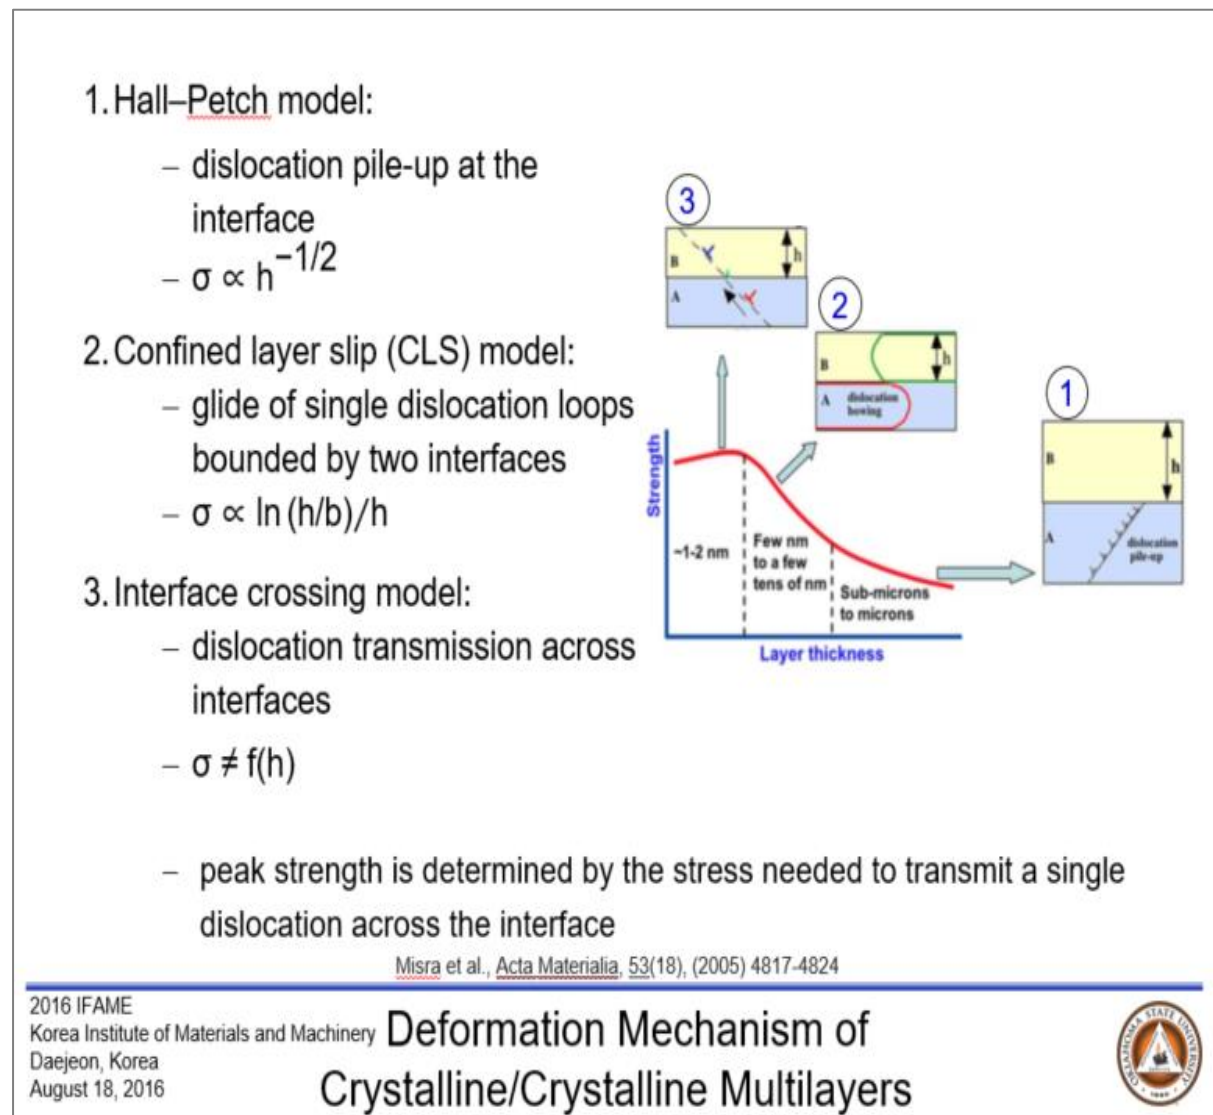 1. Hall–Petch model:
– dislocation pile-up at the
interface
– σ ∝ h^−1/2
2. Confined layer slip (CLS) model:
– glide of single dislocation loops
bounded by two interfaces
– σ ∝ ln (h/b)/h
3. Interface crossing model:
– dislocation transmission across
interfaces
– σ ≠ f(h)
– peak strength is determined by the stress needed to transmit a single
dislocation across the interface
3
B
h
A
2
B
h
A
dislocation
bowing
1
B
h
A
dislocation
pile-up
Strength
~1-2 nm
Few nm
to a few
tens of nm
Sub-microns
to microns
Layer thickness
Misra et al., Acta Materialia, 53(18), (2005) 4817-4824
2016 IFAME
Korea Institute of Materials and Machinery
Daejeon, Korea
August 18, 2016
Deformation Mechanism of
Crystalline/Crystalline Multilayers
OKLAHOMA STATE UNIVERSITY